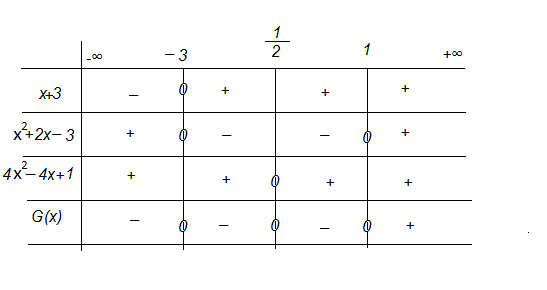 -∞ −3 1/2 1 +∞
x+3 − 0 + + +
x²+2x−3 + 0 − − 0 +
4x²−4x+1 + + 0 + +
G(x) − 0 − 0 − 0 +